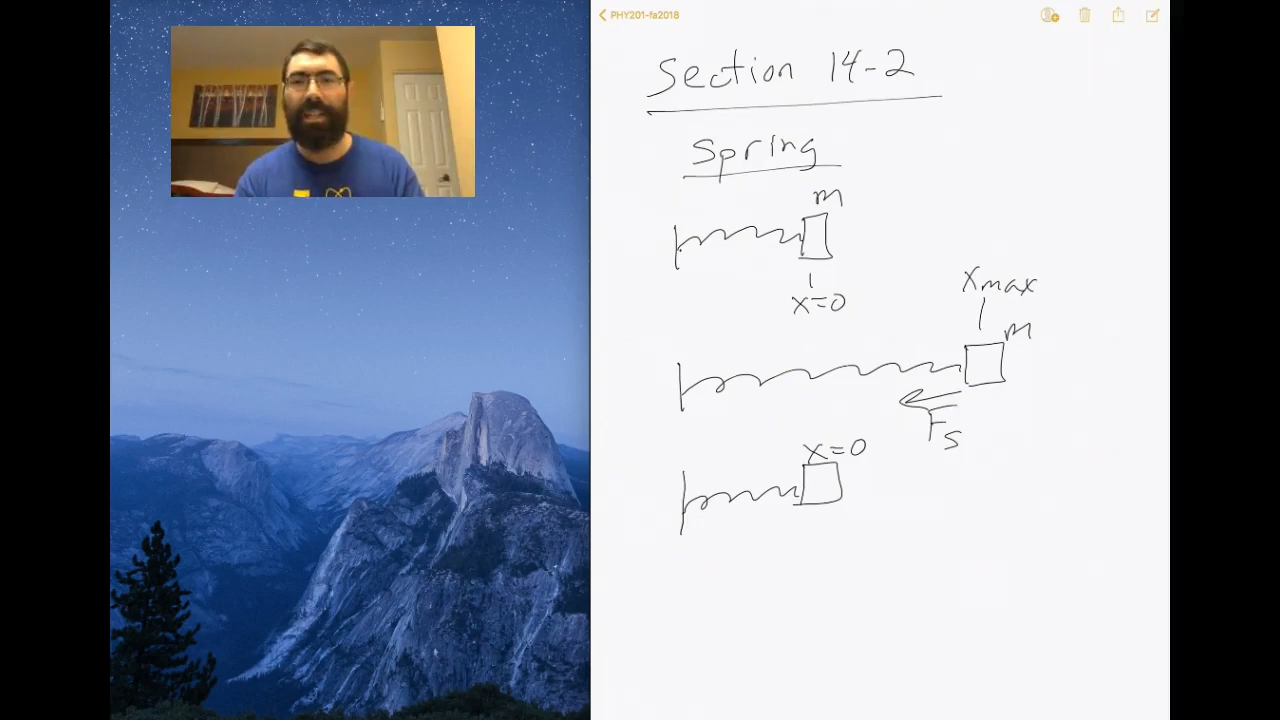 PHY201-fa2018
Section 14-2
Spring
m
x=0
xmax
m
Fs
x=0